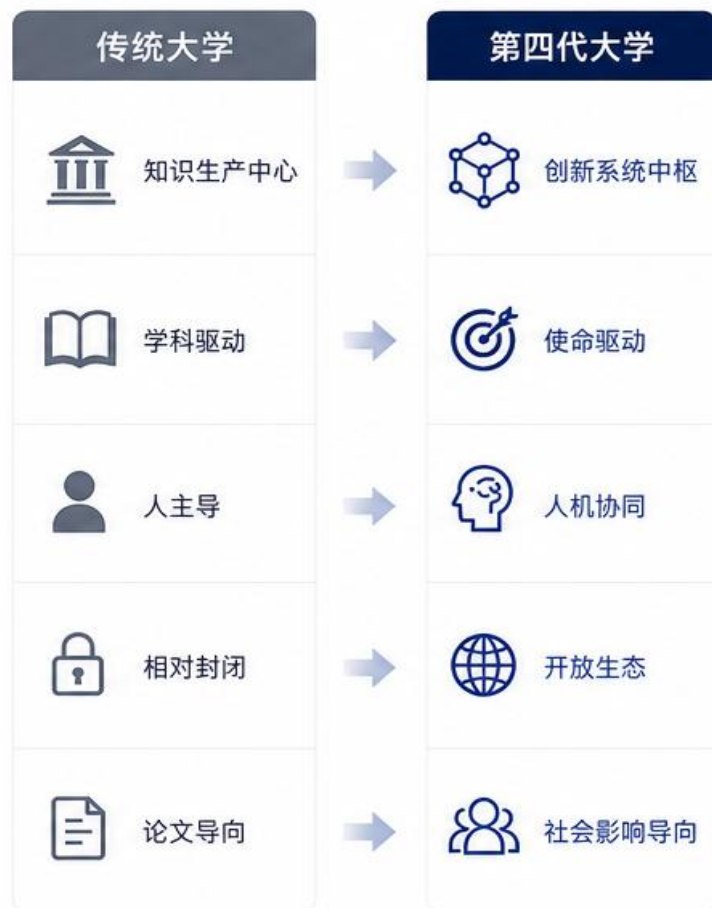 传统大学
第四代大学
知识生产中心
创新系统中枢
学科驱动
使命驱动
人主导
人机协同
相对封闭
开放生态
论文导向
社会影响导向